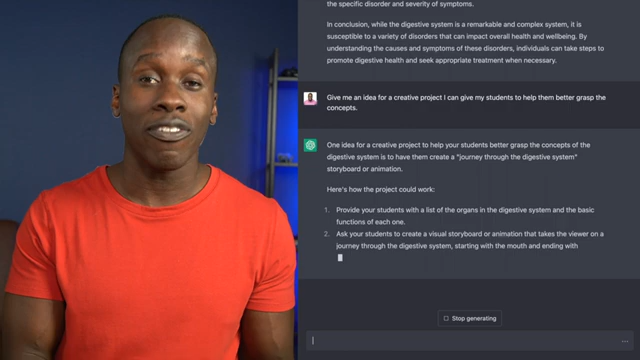 the specific disorder and severity of symptoms.
In conclusion, while the digestive system is a remarkable and complex system, it is
susceptible to a variety of disorders that can impact overall health and wellbeing. By
understanding the causes and symptoms of these disorders, individuals can take steps to
promote digestive health and seek appropriate treatment when necessary.
Give me an idea for a creative project I can give my students to help them better grasp the
concepts.
One idea for a creative project to help your students better grasp the concepts of the
digestive system is to have them create a "journey through the digestive system"
storyboard or animation.
Here's how the project could work:
1. Provide your students with a list of the organs in the digestive system and the basic
functions of each one.
2. Ask your students to create a visual storyboard or animation that takes the viewer on a
journey through the digestive system, starting with the mouth and ending with
Stop generating